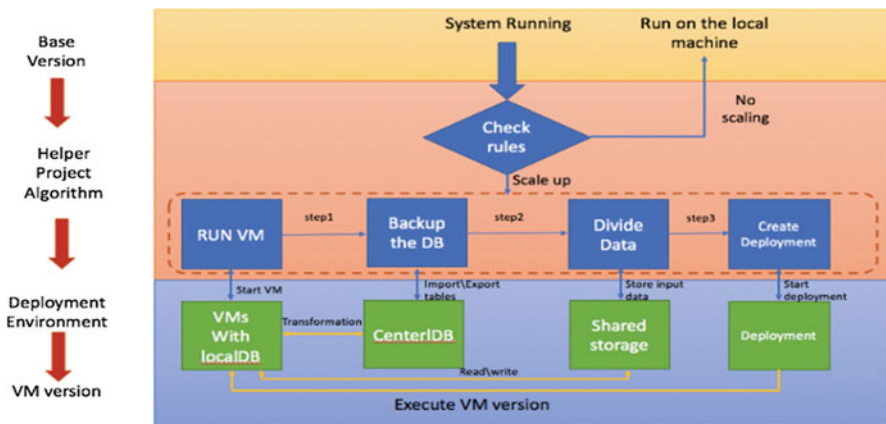 Base
Version
Helper
Project
Algorithm
Deployment
Environment
VM version
System Running
Run on the local
machine
Check
rules
No
scaling
Scale up
RUN VM
step1
Backup
the DB
step2
Divide
Data
step3
Create
Deployment
Start VM
Import\Export
tables
Store input
data
Start
deployment
VMs
With
localDB
Transformation
CenterlDB
Shared
storage
Deployment
Read\write
Execute VM version